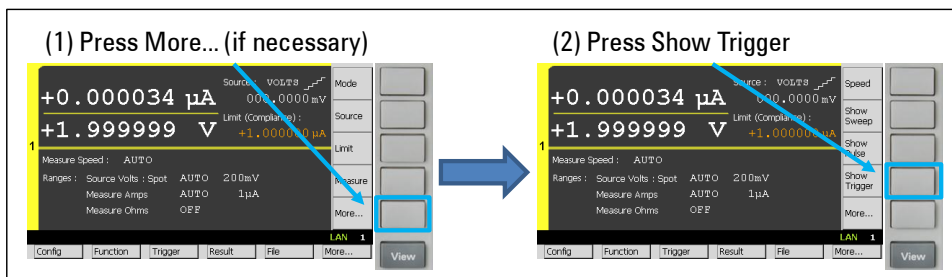 (1) Press More... (if necessary)
+0.000034 µA
+1.999999 V
Source : VOLTS
000.0000 mV
Limit (Compliance) :
+1.000000 µA
1
Measure Speed : AUTO
Ranges : Source Volts : Spot AUTO 200mV
Measure Amps AUTO 1µA
Measure Ohms OFF
Mode
Source
Limit
Measure
More...
LAN 1
Config Function Trigger Result File More...
View
(2) Press Show Trigger
+0.000034 µA
+1.999999 V
Source : VOLTS
000.0000 mV
Limit (Compliance) :
+1.000000 µA
1
Measure Speed : AUTO
Ranges : Source Volts : Spot AUTO 200mV
Measure Amps AUTO 1µA
Measure Ohms OFF
Speed
Show Sweep
Show Pulse
Show Trigger
More...
LAN 1
Config Function Trigger Result File More...
View